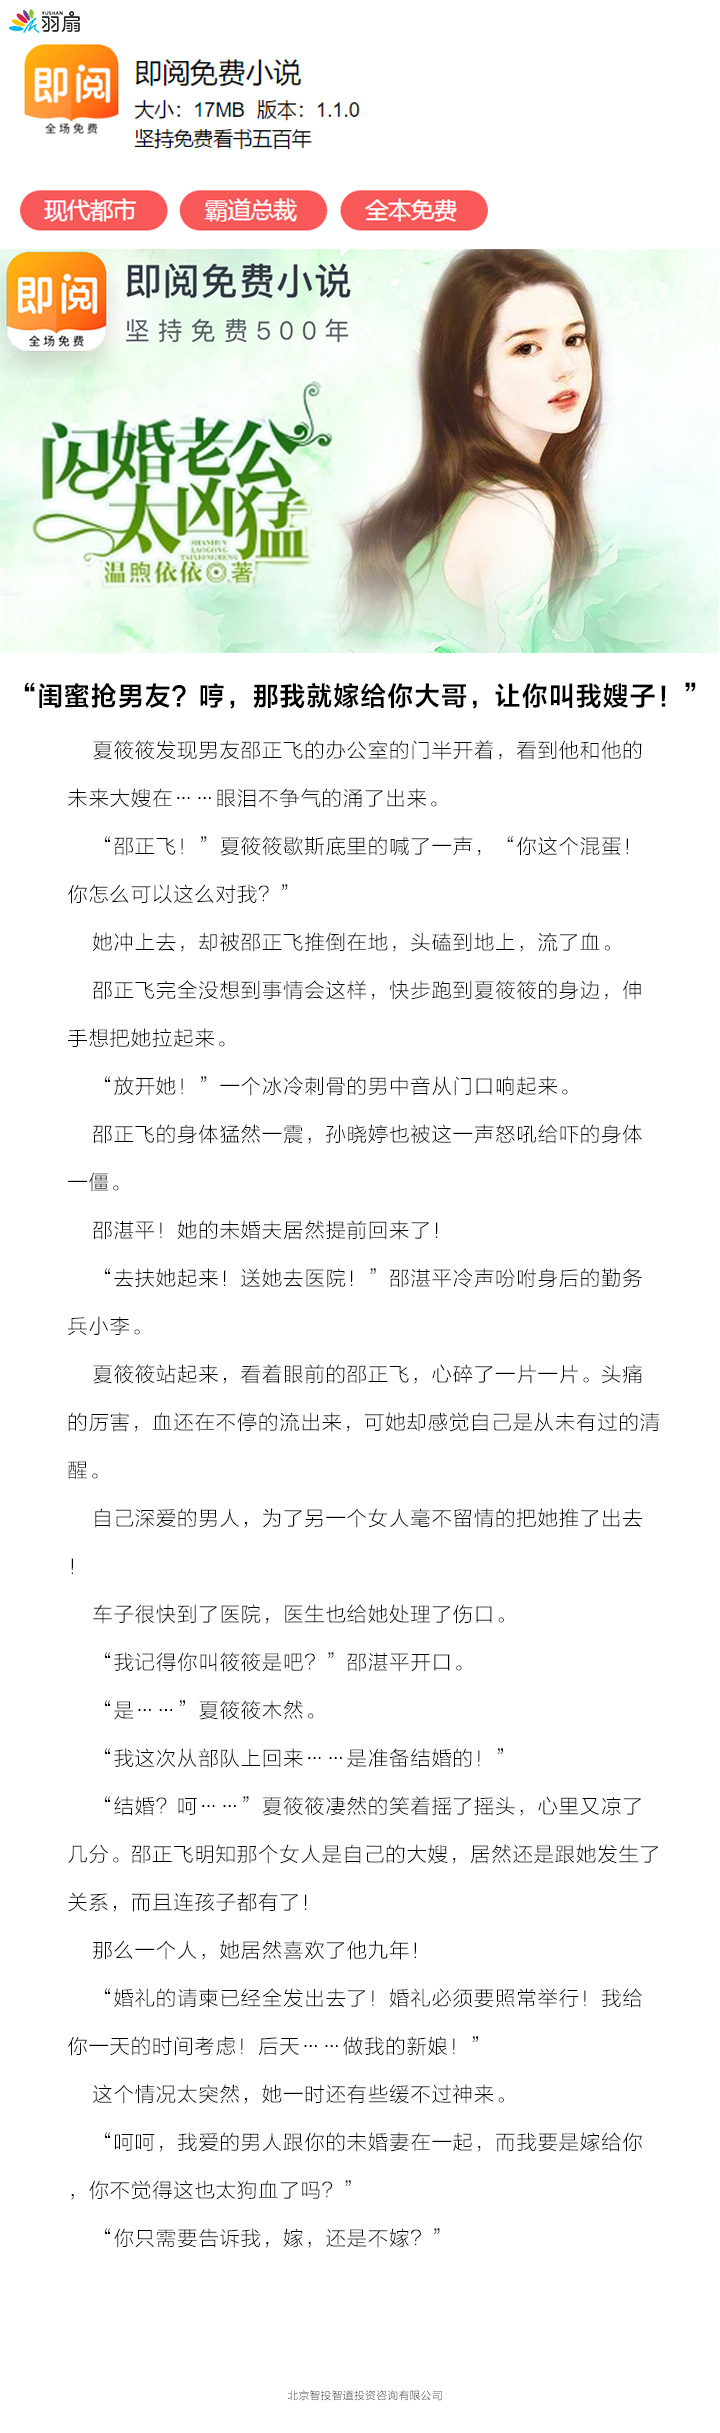 YUSHAN
羽扇
即阅
全场免费
即阅免费小说
大小：17MB 版本：1.1.0
坚持免费看书五百年
现代都市 霸道总裁 全本免费
即阅
全场免费
即阅免费小说
坚持免费500年
闪婚老公
太凶猛
SHANHUN
LAOGONG
TAIXIONGMENG
温煦依依◎著
“闺蜜抢男友？哼，那我就嫁给你大哥，让你叫我嫂子！”
夏筱筱发现男友邵正飞的办公室的门半开着，看到他和他的
未来大嫂在……眼泪不争气的涌了出来。
“邵正飞！”夏筱筱歇斯底里的喊了一声，“你这个混蛋！
你怎么可以这么对我？”
她冲上去，却被邵正飞推倒在地，头磕到地上，流了血。
邵正飞完全没想到事情会这样，快步跑到夏筱筱的身边，伸
手想把她拉起来。
“放开她！”一个冰冷刺骨的男中音从门口响起来。
邵正飞的身体猛然一震，孙晓婷也被这一声怒吼给吓的身体
一僵。
邵湛平！她的未婚夫居然提前回来了！
“去扶她起来！送她去医院！”邵湛平冷声吩咐身后的勤务
兵小李。
夏筱筱站起来，看着眼前的邵正飞，心碎了一片一片。头痛
的厉害，血还在不停的流出来，可她却感觉自己是从未有过的清
醒。
自己深爱的男人，为了另一个女人毫不留情的把她推了出去
！
车子很快到了医院，医生也给她处理了伤口。
“我记得你叫筱筱是吧？”邵湛平开口。
“是……”夏筱筱木然。
“我这次从部队上回来……是准备结婚的！”
“结婚？呵……”夏筱筱凄然的笑着摇了摇头，心里又凉了
几分。邵正飞明知那个女人是自己的大嫂，居然还是跟她发生了
关系，而且连孩子都有了！
那么一个人，她居然喜欢了他九年！
“婚礼的请柬已经全发出去了！婚礼必须要照常举行！我给
你一天的时间考虑！后天……做我的新娘！”
这个情况太突然，她一时还有些缓不过神来。
“呵呵，我爱的男人跟你的未婚妻在一起，而我要是嫁给你
，你不觉得这也太狗血了吗？”
“你只需要告诉我，嫁，还是不嫁？”
北京智投智道投资咨询有限公司